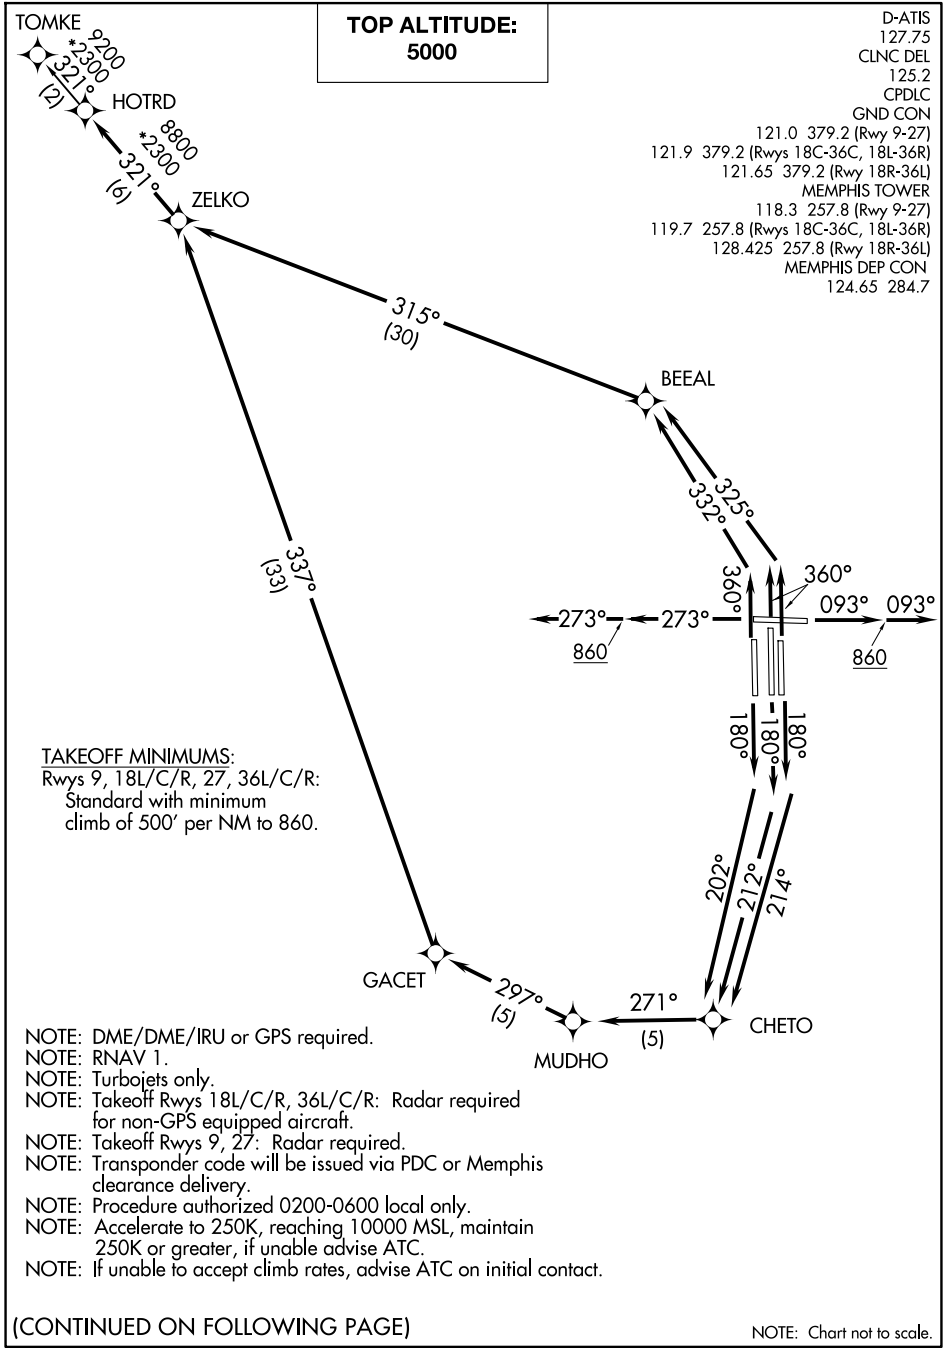 TOMKE
TOP ALTITUDE:
5000
D-ATIS
127.75
CLNC DEL
125.2
CPDLC
GND CON
121.0 379.2 (Rwy 9-27)
121.9 379.2 (Rwys 18C-36C, 18L-36R)
121.65 379.2 (Rwy 18R-36L)
MEMPHIS TOWER
118.3 257.8 (Rwy 9-27)
119.7 257.8 (Rwys 18C-36C, 18L-36R)
128.425 257.8 (Rwy 18R-36L)
MEMPHIS DEP CON
124.65 284.7
9200
*2300
321°
(2)
HOTRD
8800
*2300
321°
(6)
ZELKO
315°
(30)
BEEAL
325°
332°
337°
(33)
360°
360°
273°
273°
093°
093°
860
860
180°
180°
180°
TAKEOFF MINIMUMS:
Rwys 9, 18L/C/R, 27, 36L/C/R:
Standard with minimum
climb of 500' per NM to 860.
202°
212°
214°
GACET
297°
(5)
MUDHO
271°
(5)
CHETO
NOTE: DME/DME/IRU or GPS required.
NOTE: RNAV 1.
NOTE: Turbojets only.
NOTE: Takeoff Rwys 18L/C/R, 36L/C/R: Radar required
for non-GPS equipped aircraft.
NOTE: Takeoff Rwys 9, 27: Radar required.
NOTE: Transponder code will be issued via PDC or Memphis
clearance delivery.
NOTE: Procedure authorized 0200-0600 local only.
NOTE: Accelerate to 250K, reaching 10000 MSL, maintain
250K or greater, if unable advise ATC.
NOTE: If unable to accept climb rates, advise ATC on initial contact.
(CONTINUED ON FOLLOWING PAGE)
NOTE: Chart not to scale.